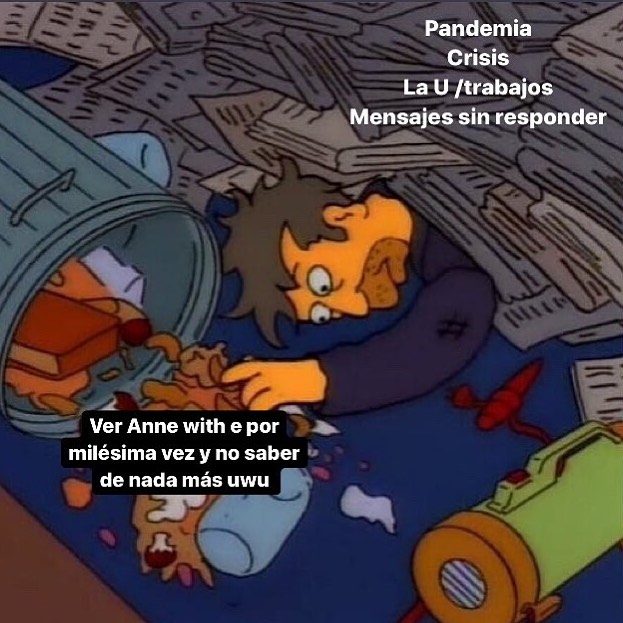 Pandemia
Crisis
La U /trabajos
Mensajes sin responder
Ver Anne with e por
milésima vez y no saber
de nada más uwu